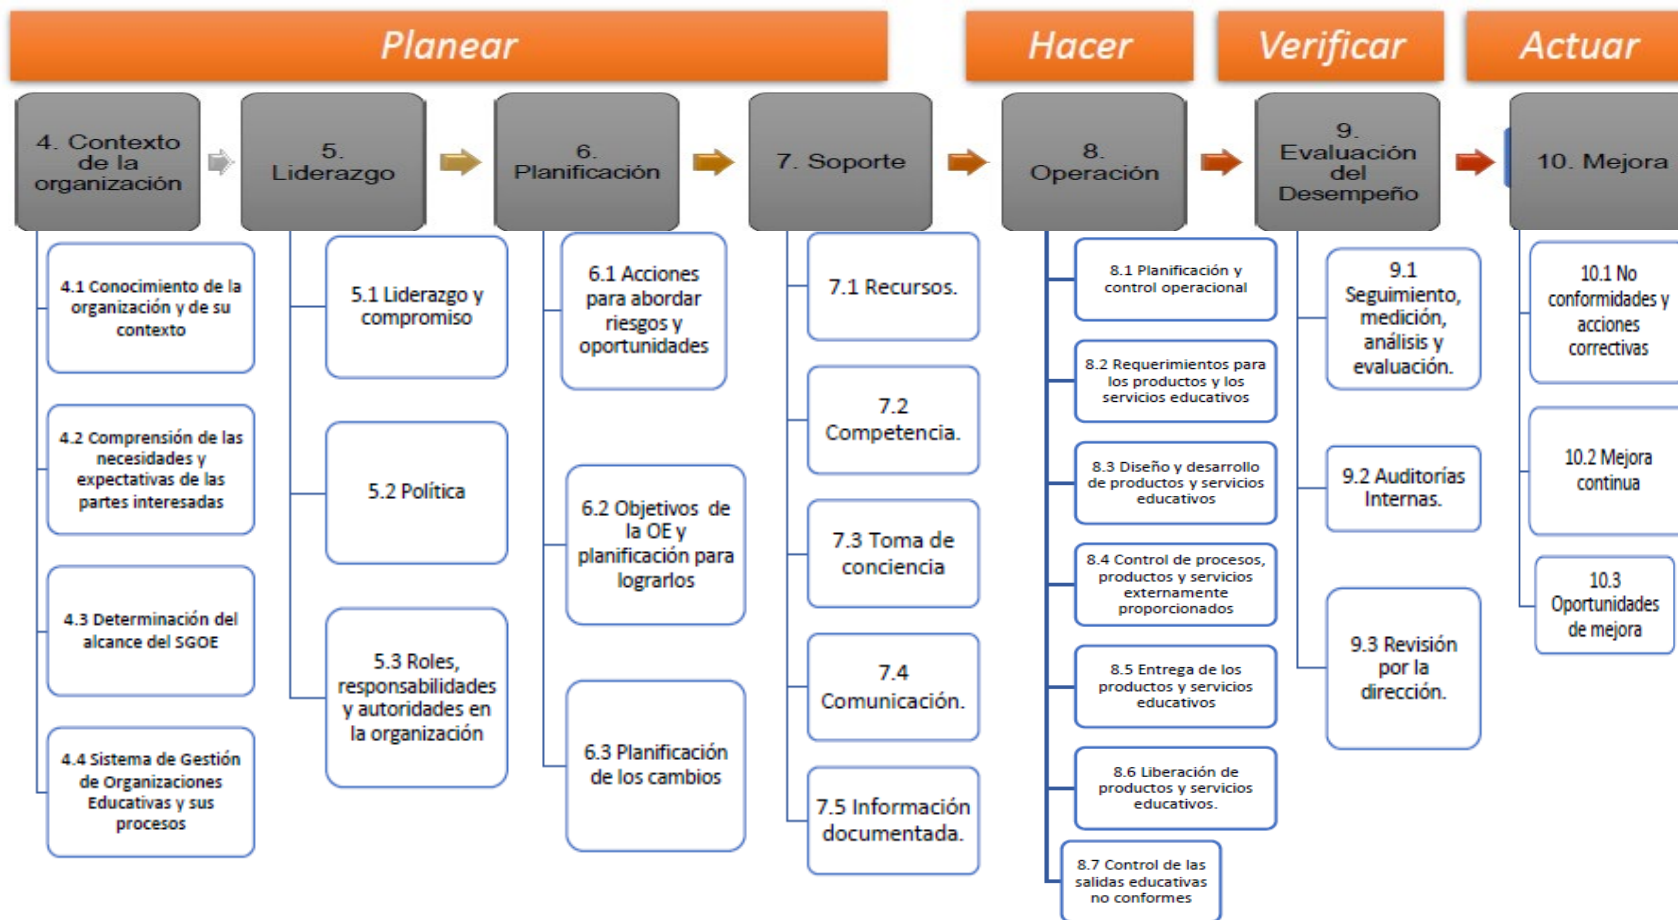 Planear
Hacer
Verificar
Actuar
4. Contexto
de la
organización
5.
Liderazgo
6.
Planificación
7. Soporte
8.
Operación
9.
Evaluación
del
Desempeño
10. Mejora
4.1 Conocimiento de la
organización y de su
contexto
4.2 Comprensión de las
necesidades y
expectativas de las
partes interesadas
4.3 Determinación del
alcance del SGOE
4.4 Sistema de Gestión
de Organizaciones
Educativas y sus
procesos
5.1 Liderazgo y
compromiso
5.2 Política
5.3 Roles,
responsabilidades
y autoridades en
la organización
6.1 Acciones
para abordar
riesgos y
oportunidades
6.2 Objetivos de
la OE y
planificación para
lograrlos
6.3 Planificación
de los cambios
7.1 Recursos.
7.2
Competencia.
7.3 Toma de
conciencia
7.4
Comunicación.
7.5 Información
documentada.
8.1 Planificación y
control operacional
8.2 Requerimientos para
los productos y los
servicios educativos
8.3 Diseño y desarrollo
de productos y servicios
educativos
8.4 Control de procesos,
productos y servicios
externamente
proporcionados
8.5 Entrega de los
productos y servicios
educativos
8.6 Liberación de
productos y servicios
educativos.
8.7 Control de las
salidas educativas
no conformes
9.1
Seguimiento,
medición,
análisis y
evaluación.
9.2 Auditorías
Internas.
9.3 Revisión
por la
dirección.
10.1 No
conformidades y
acciones
correctivas
10.2 Mejora
continua
10.3
Oportunidades
de mejora